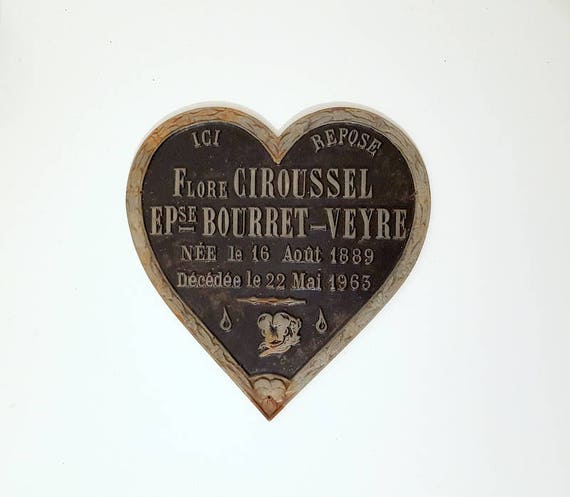 ICI REPOSE
FLORE CIROUSSEL
EPSE BOURRET-VEYRE
NÉE le 16 Août 1889
Décédée le 22 Mai 1963